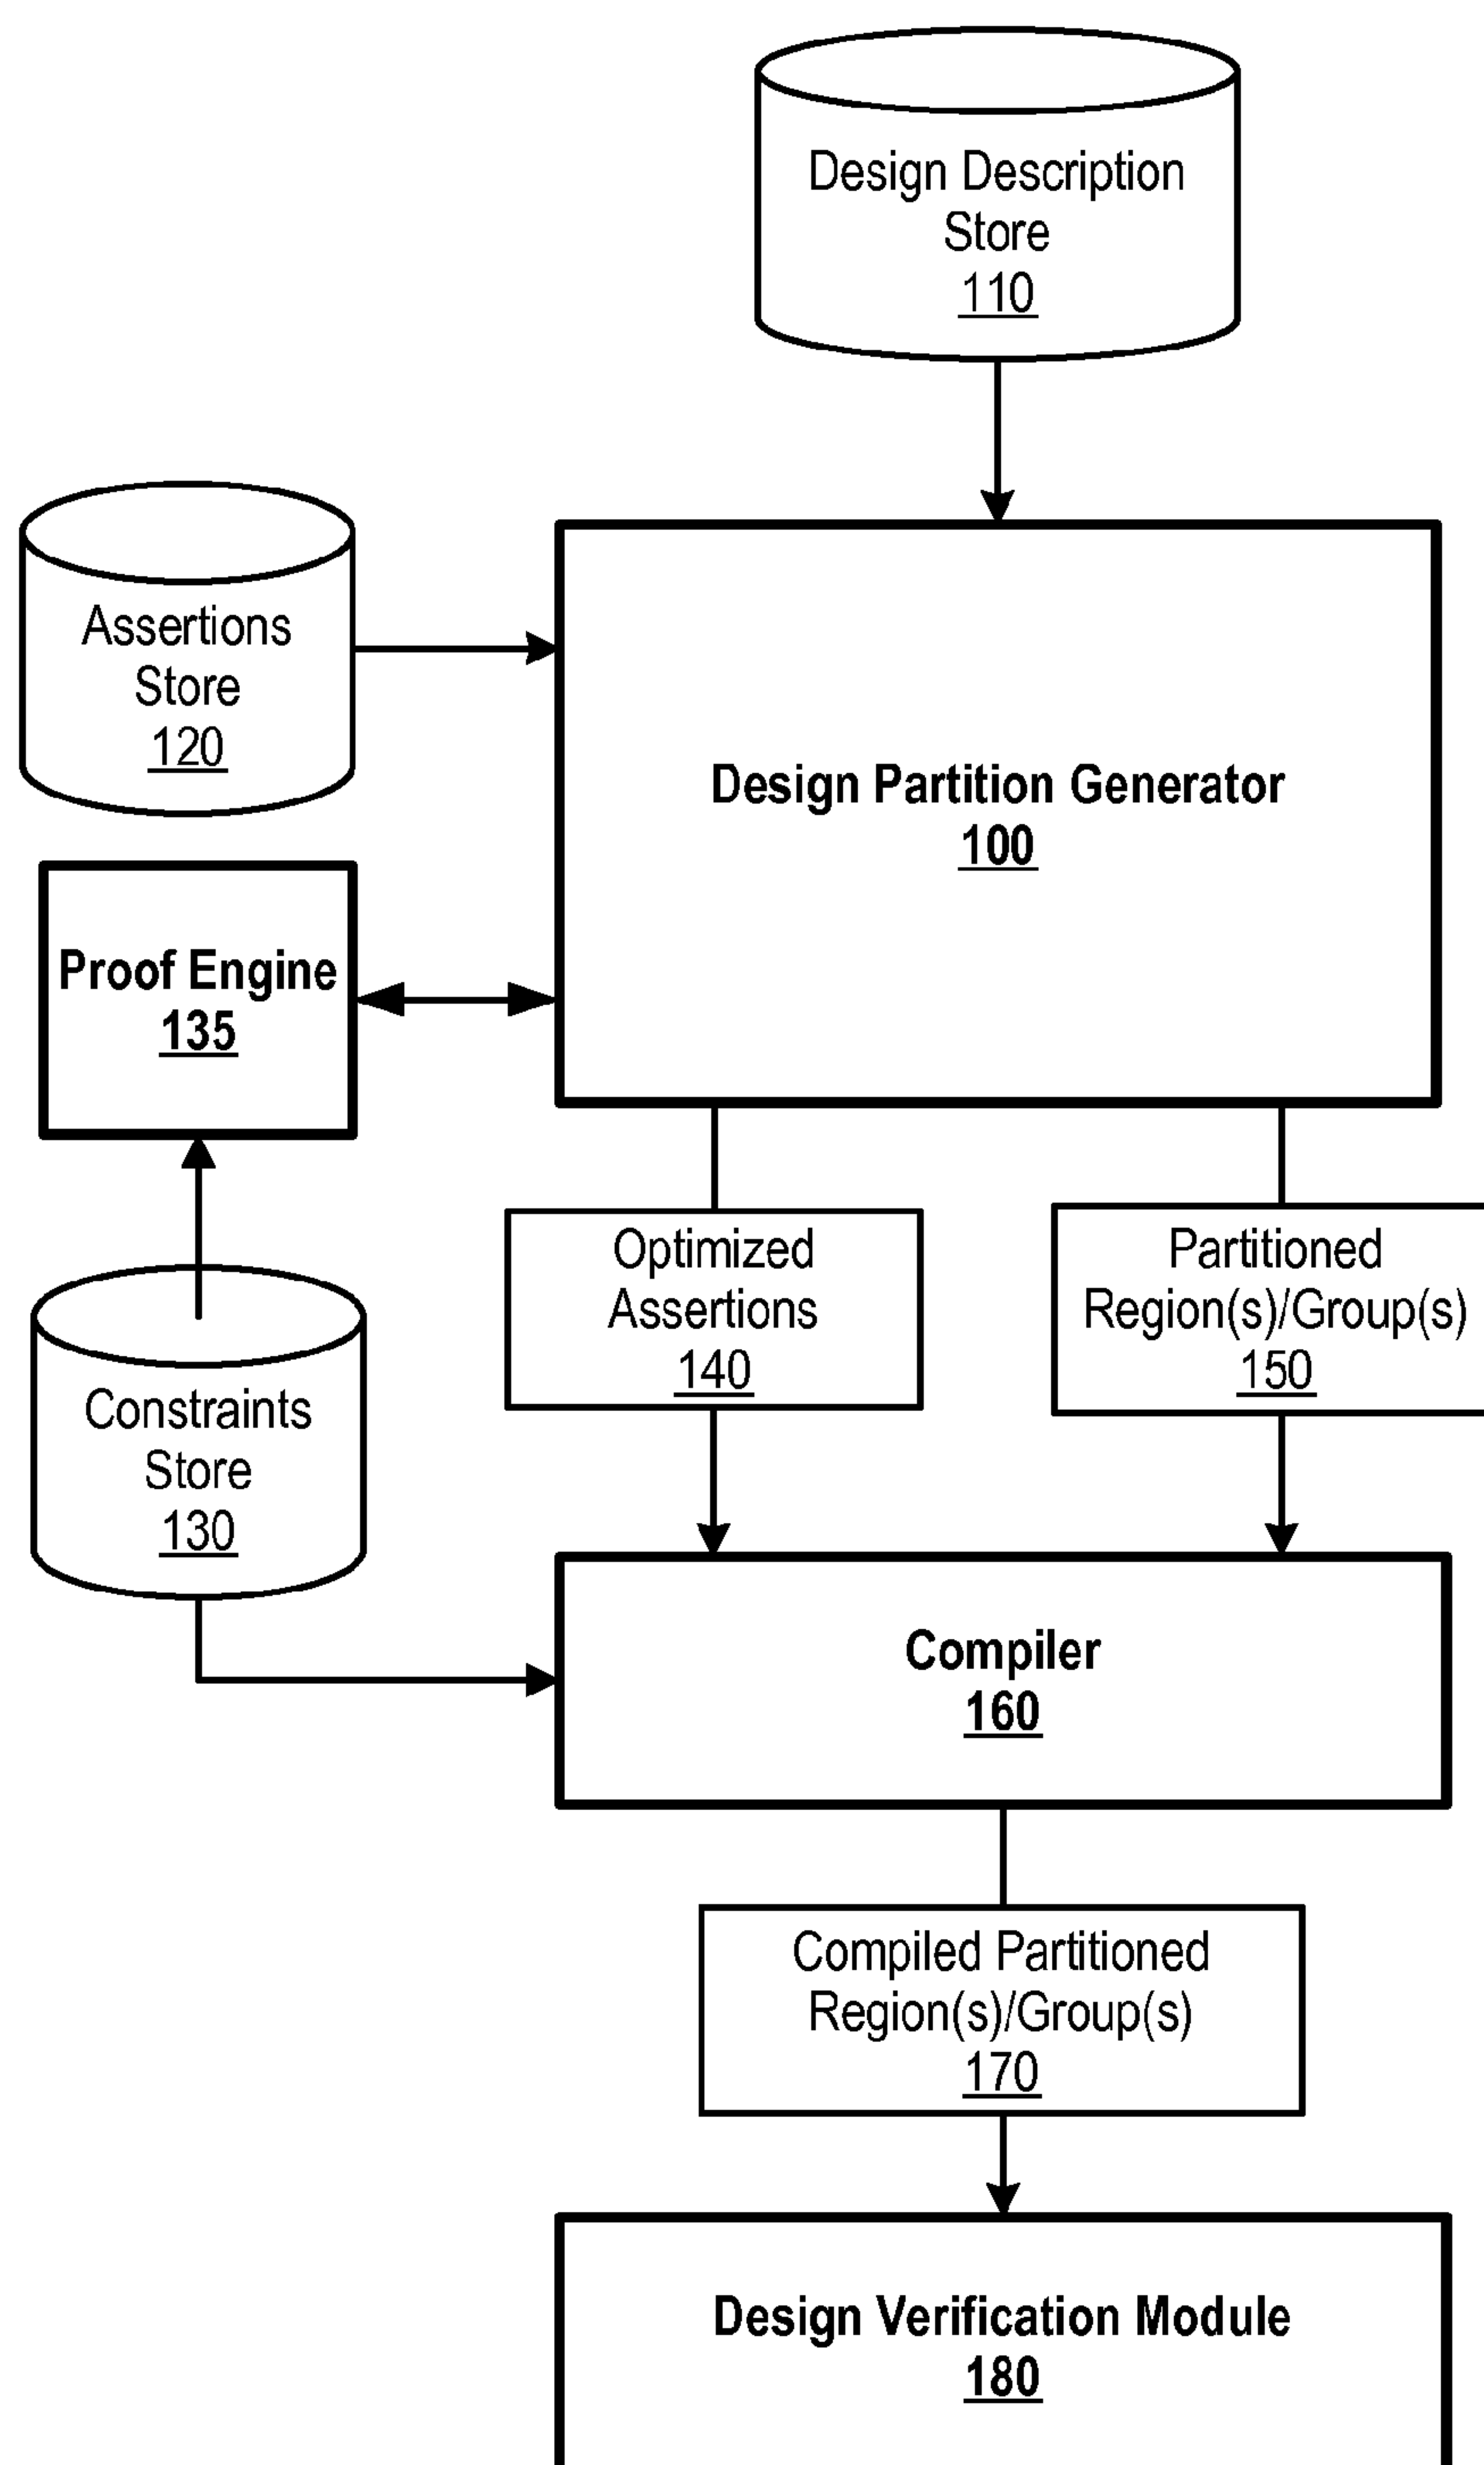 Design Description
Store
110
Assertions
Store
120
Design Partition Generator
100
Proof Engine
135
Optimized
Assertions
140
Partitioned
Region(s)/Group(s)
150
Constraints
Store
130
Compiler
160
Compiled Partitioned
Region(s)/Group(s)
170
Design Verification Module
180